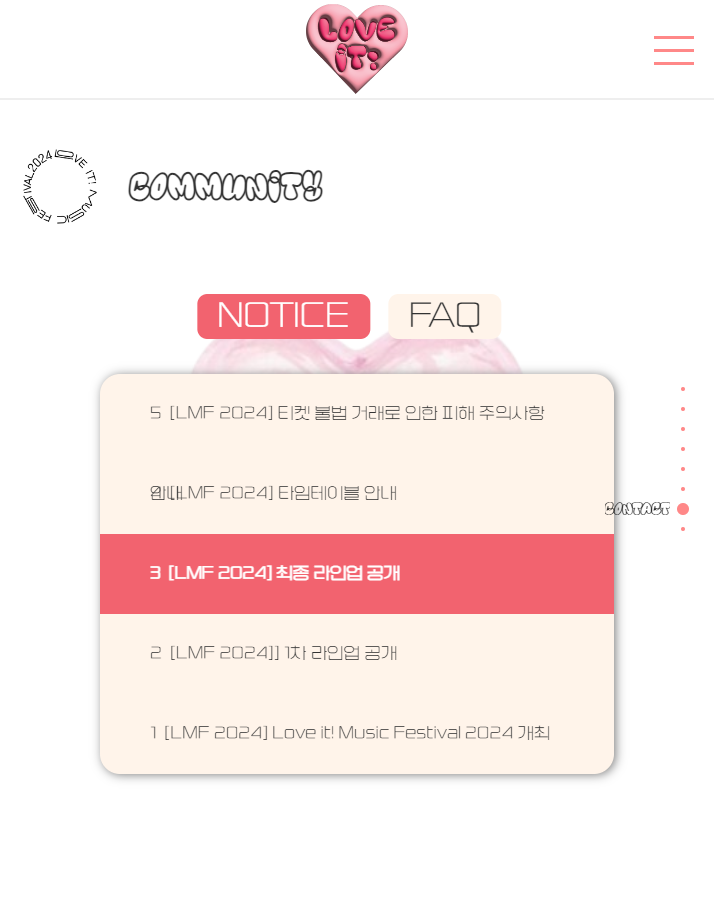 LOVE
iT!
2024 LOVE IT! MUSIC FESTIVAL
COMMUNiTY
NOTICE
FAQ
5 [LMF 2024] 티켓 불법 거래로 인한 피해 주의사항
안내
4 [LMF 2024] 타임테이블 안내
CONTACT
3 [LMF 2024] 최종 라인업 공개
2 [LMF 2024]] 1차 라인업 공개
1 [LMF 2024] Love it! Music Festival 2024 개최